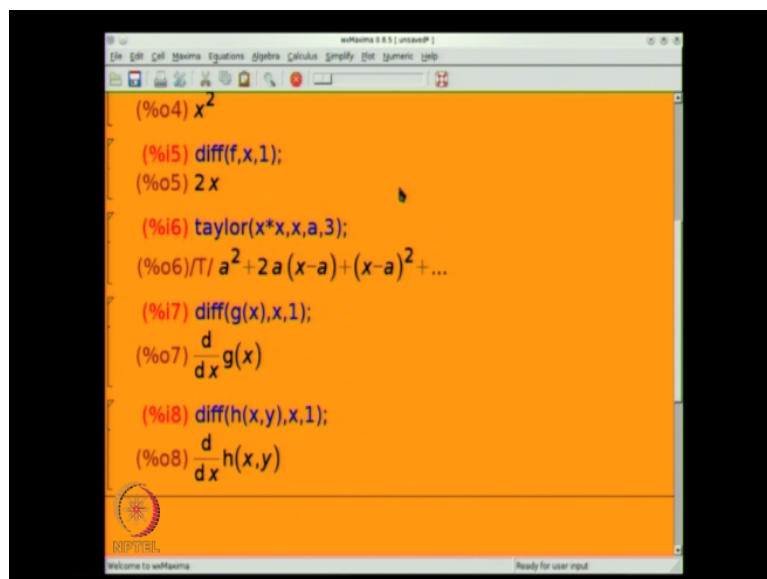 wxMaxima 0.8.5 [ unsaved* ]
File Edit Cell Maxima Equations Algebra Calculus Simplify Plot Numeric Help
(%o4) x²
(%i5) diff(f,x,1);
(%o5) 2 x
(%i6) taylor(x*x,x,a,3);
(%o6)/T/ a²+2 a (x−a)+(x−a)²+...
(%i7) diff(g(x),x,1);
(%o7) d/dx g(x)
(%i8) diff(h(x,y),x,1);
(%o8) d/dx h(x,y)
NPTEL
Welcome to wxMaxima Ready for user input